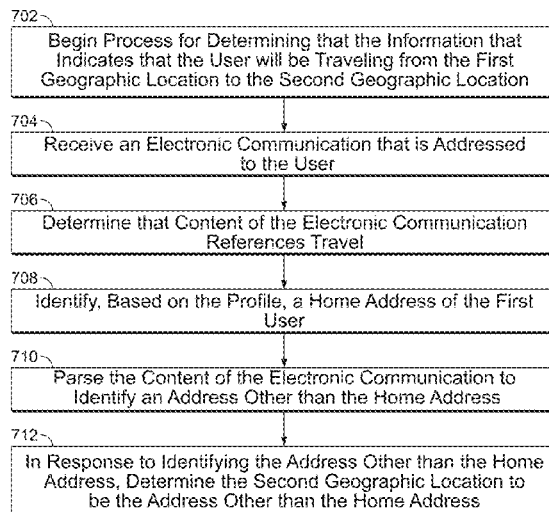 702
Begin Process for Determining that the Information that
Indicates that the User will be Traveling from the First
Geographic Location to the Second Geographic Location
704
Receive an Electronic Communication that is Addressed
to the User
706
Determine that Content of the Electronic Communication
References Travel
708
Identify, Based on the Profile, a Home Address of the First
User
710
Parse the Content of the Electronic Communication to
Identify an Address Other than the Home Address
712
In Response to Identifying the Address Other than the Home
Address, Determine the Second Geographic Location to
be the Address Other than the Home Address